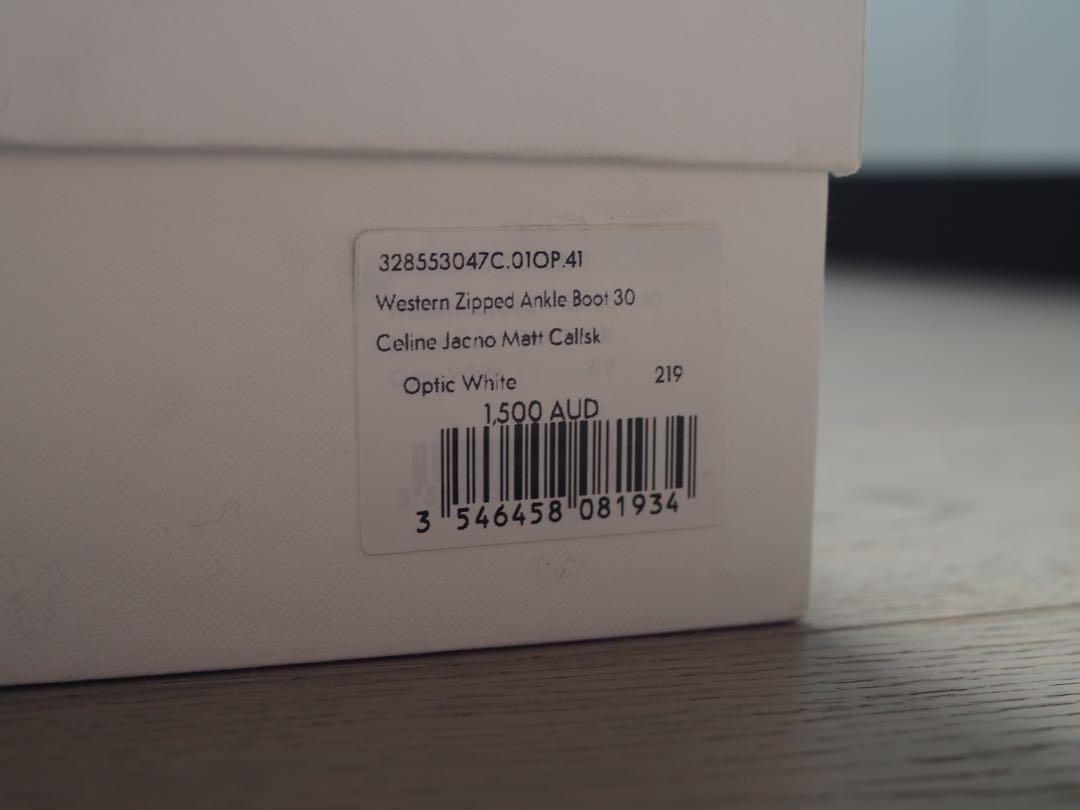 328553047C.01OP.41
Western Zipped Ankle Boot 30
Celine Jacno Matt Calfsk
Optic White 219
1,500 AUD
3 546458 081934